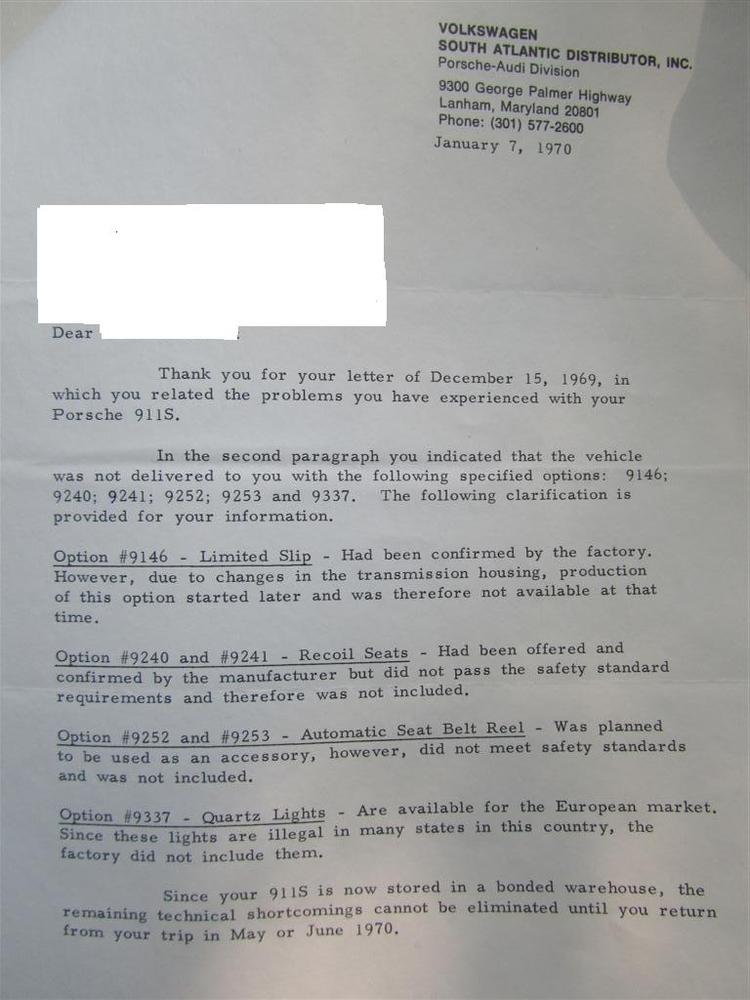 VOLKSWAGEN
SOUTH ATLANTIC DISTRIBUTOR, INC.
Porsche-Audi Division
9300 George Palmer Highway
Lanham, Maryland 20801
Phone: (301) 577-2600
January 7, 1970
Dear
Thank you for your letter of December 15, 1969, in
which you related the problems you have experienced with your
Porsche 911S.
In the second paragraph you indicated that the vehicle
was not delivered to you with the following specified options: 9146;
9240; 9241; 9252; 9253 and 9337. The following clarification is
provided for your information.
Option #9146 - Limited Slip - Had been confirmed by the factory.
However, due to changes in the transmission housing, production
of this option started later and was therefore not available at that
time.
Option #9240 and #9241 - Recoil Seats - Had been offered and
confirmed by the manufacturer but did not pass the safety standard
requirements and therefore was not included.
Option #9252 and #9253 - Automatic Seat Belt Reel - Was planned
to be used as an accessory, however, did not meet safety standards
and was not included.
Option #9337 - Quartz Lights - Are available for the European market.
Since these lights are illegal in many states in this country, the
factory did not include them.
Since your 911S is now stored in a bonded warehouse, the
remaining technical shortcomings cannot be eliminated until you return
from your trip in May or June 1970.